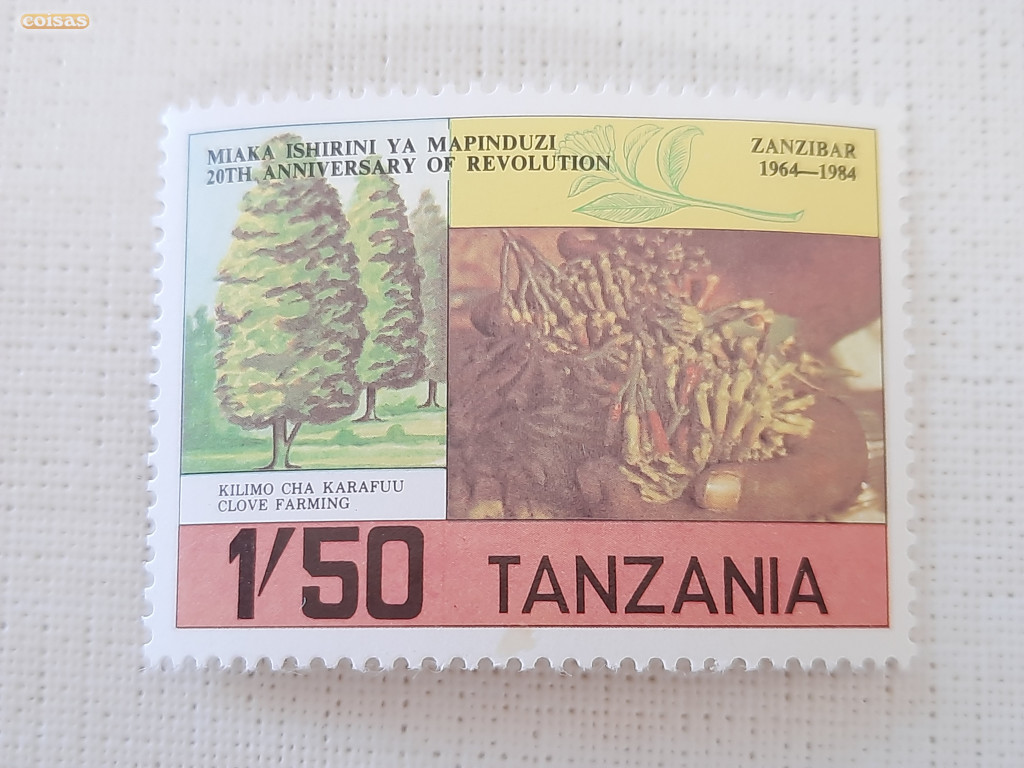 coisas
MIAKA ISHIRINI YA MAPINDUZI
20TH ANNIVERSARY OF REVOLUTION
ZANZIBAR
1964—1984
KILIMO CHA KARAFUU
CLOVE FARMING
1/50 TANZANIA